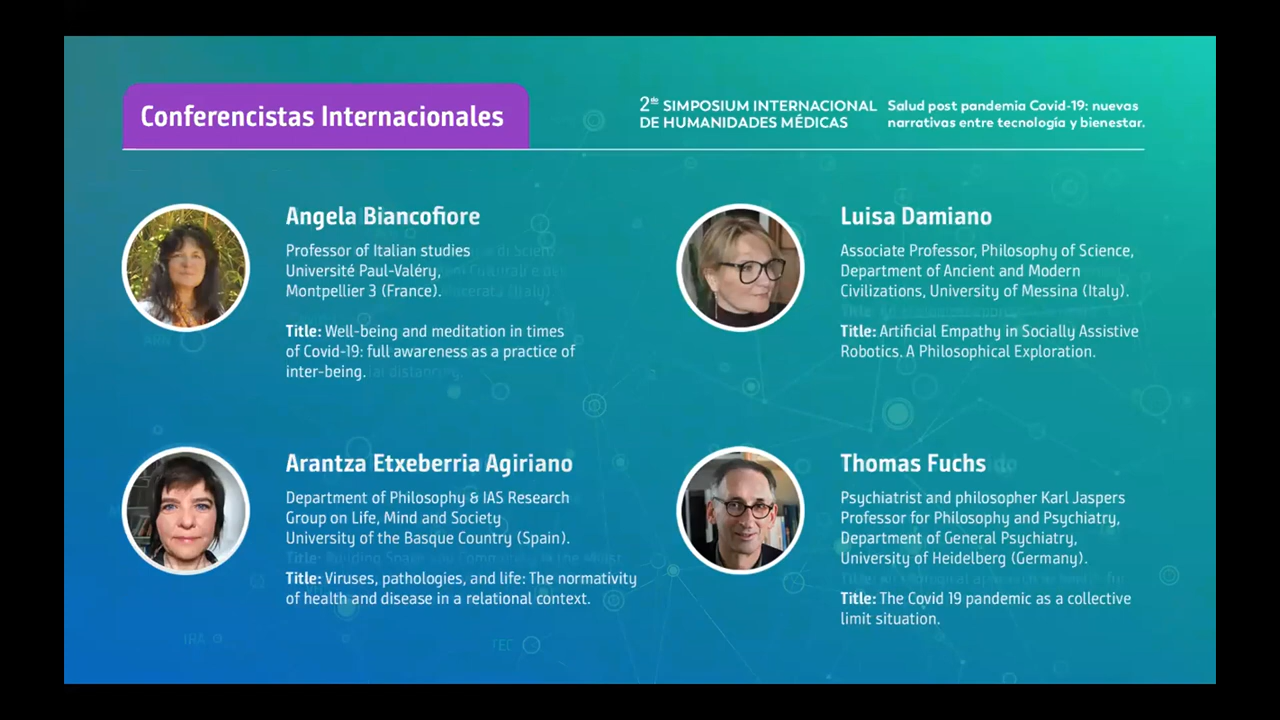 Conferencistas Internacionales
2do SIMPOSIUM INTERNACIONAL
DE HUMANIDADES MÉDICAS
Salud post pandemia Covid-19: nuevas
narrativas entre tecnología y bienestar.
Angela Biancofiore
Professor of Italian studies
Université Paul-Valéry,
Montpellier 3 (France).
Title: Well-being and meditation in times
of Covid-19: full awareness as a practice of
inter-being.
Luisa Damiano
Associate Professor, Philosophy of Science,
Department of Ancient and Modern
Civilizations, University of Messina (Italy).
Title: Artificial Empathy in Socially Assistive
Robotics. A Philosophical Exploration.
Arantza Etxeberria Agiriano
Department of Philosophy & IAS Research
Group on Life, Mind and Society
University of the Basque Country (Spain).
Title: Viruses, pathologies, and life: The normativity
of health and disease in a relational context.
Thomas Fuchs
Psychiatrist and philosopher Karl Jaspers
Professor for Philosophy and Psychiatry,
Department of General Psychiatry,
University of Heidelberg (Germany).
Title: The Covid 19 pandemic as a collective
limit situation.